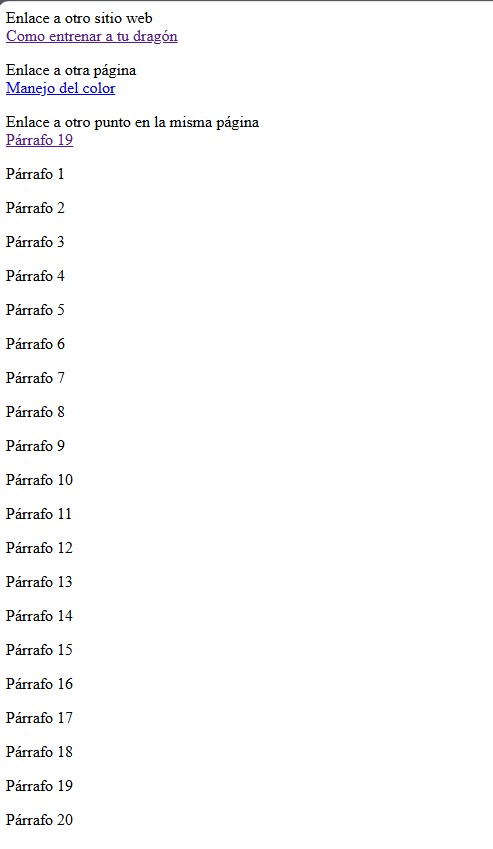 Enlace a otro sitio web
Como entrenar a tu dragón
Enlace a otra página
Manejo del color
Enlace a otro punto en la misma página
Párrafo 19
Párrafo 1
Párrafo 2
Párrafo 3
Párrafo 4
Párrafo 5
Párrafo 6
Párrafo 7
Párrafo 8
Párrafo 9
Párrafo 10
Párrafo 11
Párrafo 12
Párrafo 13
Párrafo 14
Párrafo 15
Párrafo 16
Párrafo 17
Párrafo 18
Párrafo 19
Párrafo 20